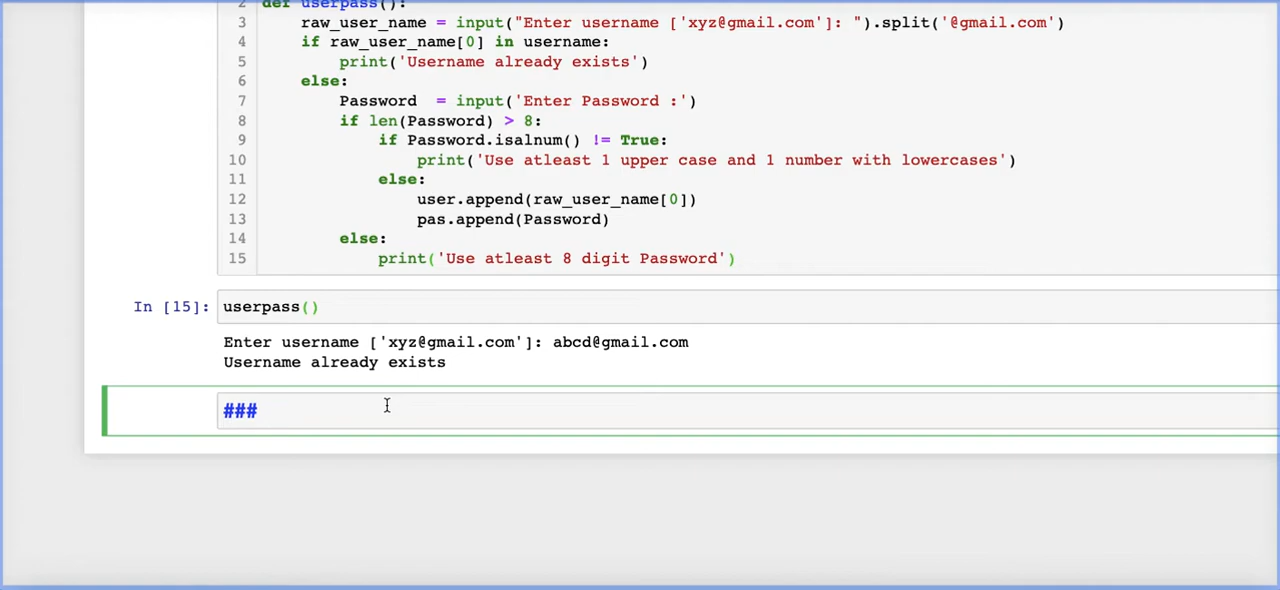 2 def userpass():
3 raw_user_name = input("Enter username ['xyz@gmail.com']: ").split('@gmail.com')
4 if raw_user_name[0] in username:
5 print('Username already exists')
6 else:
7 Password  = input('Enter Password :')
8 if len(Password) > 8:
9 if Password.isalnum() != True:
10 print('Use atleast 1 upper case and 1 number with lowercases')
11 else:
12 user.append(raw_user_name[0])
13 pas.append(Password)
14 else:
15 print('Use atleast 8 digit Password')
In [15]: userpass()
Enter username ['xyz@gmail.com']: abcd@gmail.com
Username already exists
###